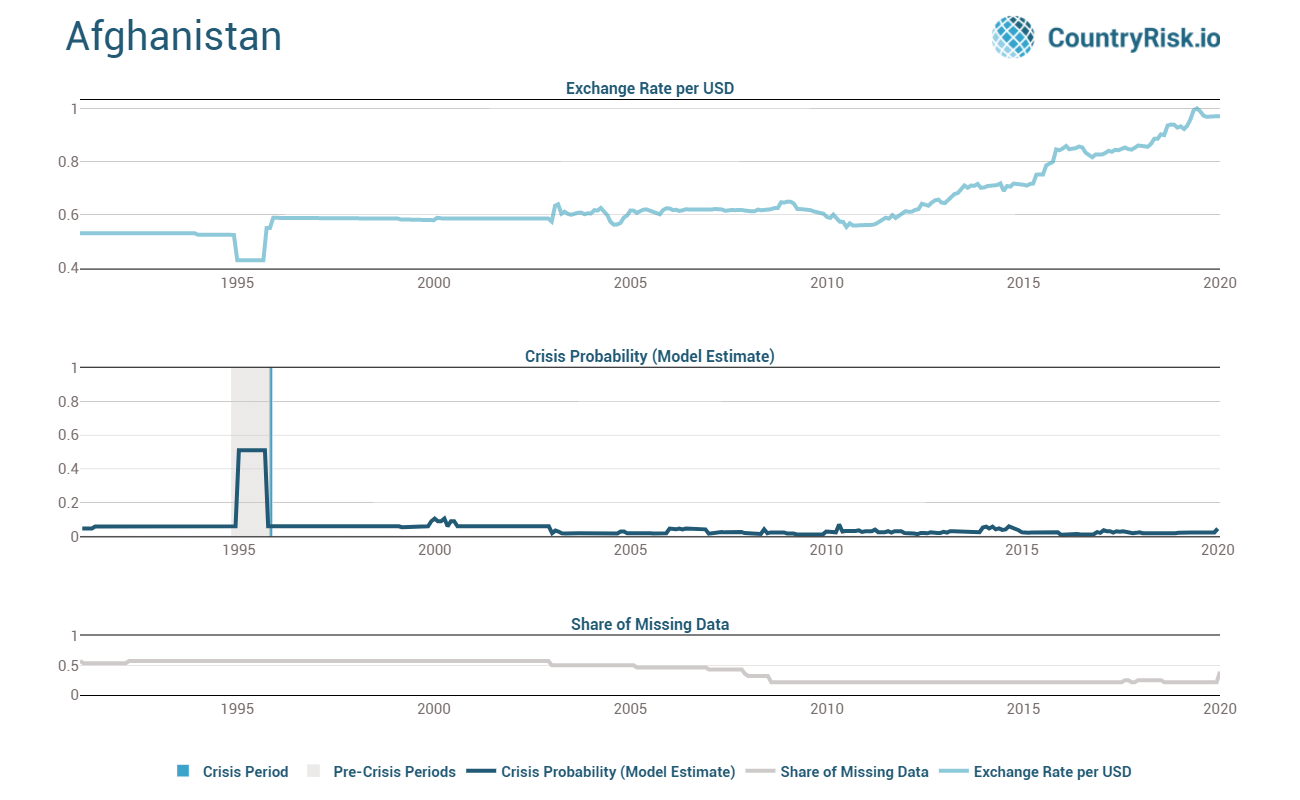 Afghanistan
CountryRisk.io
Exchange Rate per USD
1
0.8
0.6
0.4
1995 2000 2005 2010 2015 2020
Crisis Probability (Model Estimate)
1
0.8
0.6
0.4
0.2
0
1995 2000 2005 2010 2015 2020
Share of Missing Data
1
0.5
0
1995 2000 2005 2010 2015 2020
Crisis Period Pre-Crisis Periods Crisis Probability (Model Estimate) Share of Missing Data Exchange Rate per USD